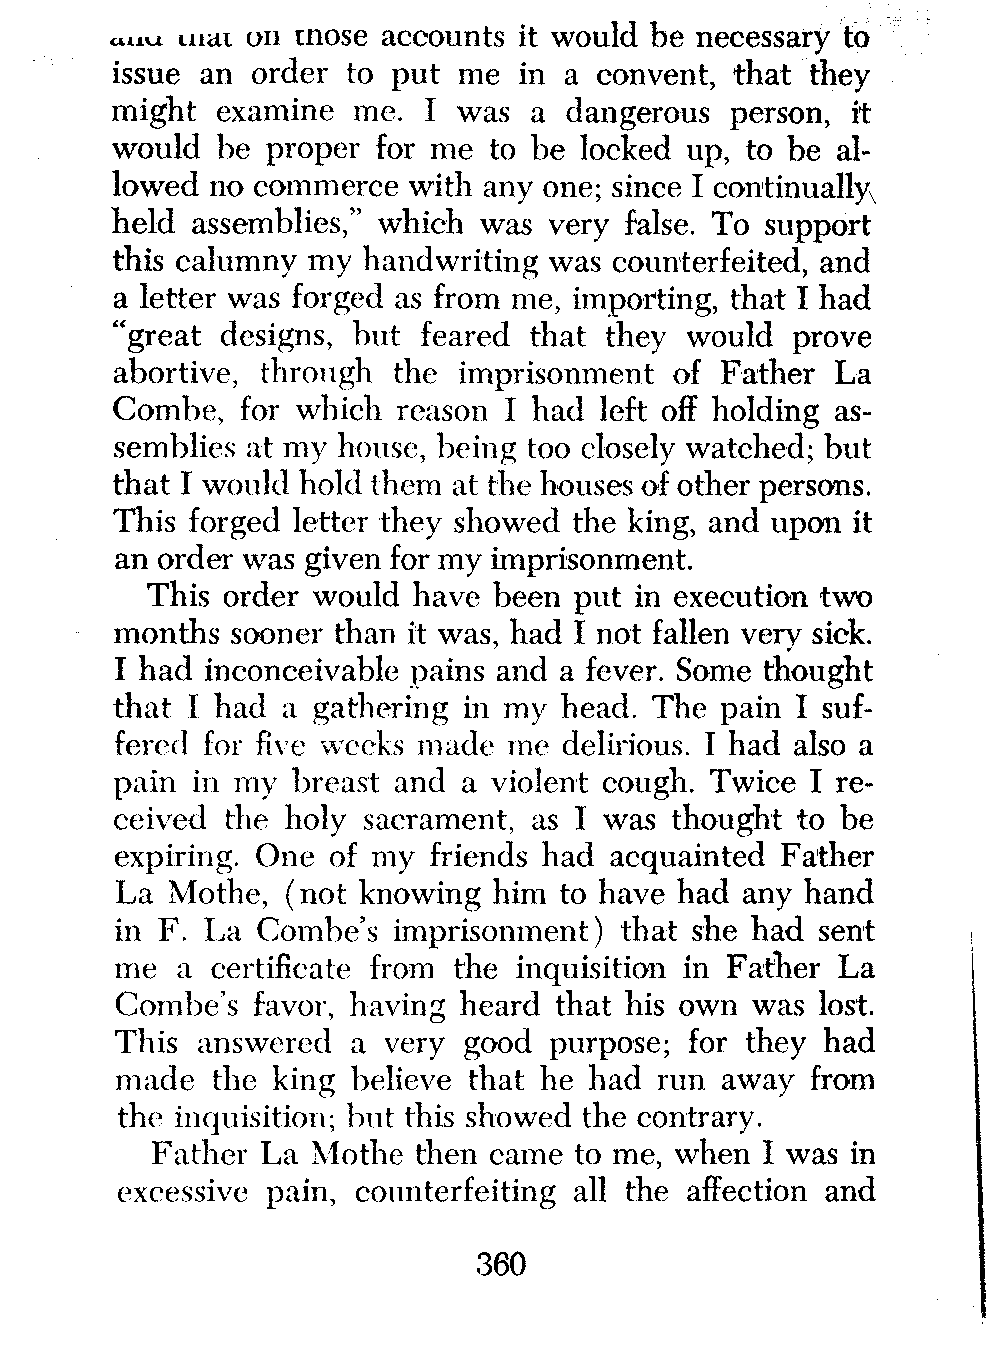 and that on those accounts it would be necessary to
issue an order to put me in a convent, that they
might examine me. I was a dangerous person, it
would be proper for me to be locked up, to be al-
lowed no commerce with any one; since I continually
held assemblies,” which was very false. To support
this calumny my handwriting was counterfeited, and
a letter was forged as from me, importing, that I had
“great designs, but feared that they would prove
abortive, through the imprisonment of Father La
Combe, for which reason I had left off holding as-
semblies at my house, being too closely watched; but
that I would hold them at the houses of other persons.
This forged letter they showed the king, and upon it
an order was given for my imprisonment.
This order would have been put in execution two
months sooner than it was, had I not fallen very sick.
I had inconceivable pains and a fever. Some thought
that I had a gathering in my head. The pain I suf-
fered for five weeks made me delirious. I had also a
pain in my breast and a violent cough. Twice I re-
ceived the holy sacrament, as I was thought to be
expiring. One of my friends had acquainted Father
La Mothe, (not knowing him to have had any hand
in F. La Combe’s imprisonment) that she had sent
me a certificate from the inquisition in Father La
Combe’s favor, having heard that his own was lost.
This answered a very good purpose; for they had
made the king believe that he had run away from
the inquisition; but this showed the contrary.
Father La Mothe then came to me, when I was in
excessive pain, counterfeiting all the affection and
360